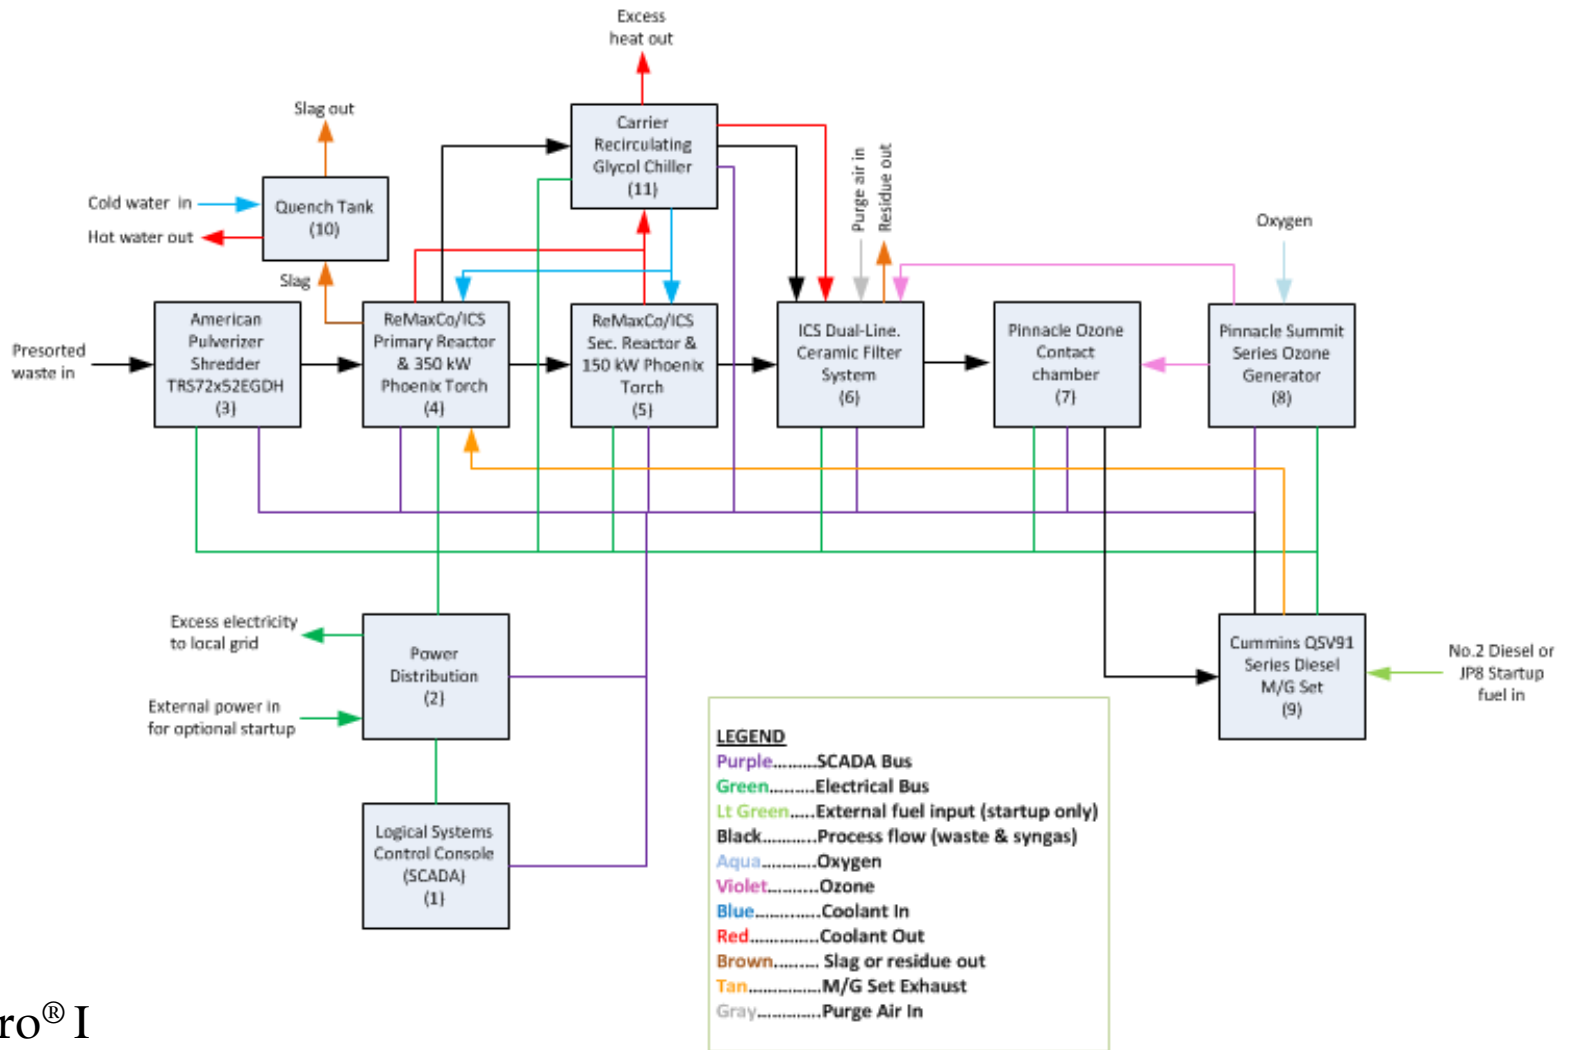 Excess
heat out
Slag out
Carrier
Recirculating
Glycol Chiller
(11)
Purge air in
Residue out
Cold water in
Hot water out
Quench Tank
(10)
Oxygen
Slag
Presorted
waste in
American
Pulverizer
Shredder
TRS72x52EGDH
(3)
ReMaxCo/ICS
Primary Reactor
& 350 kW
Phoenix Torch
(4)
ReMaxCo/ICS
Sec. Reactor &
150 kW Phoenix
Torch
(5)
ICS Dual-Line.
Ceramic Filter
System
(6)
Pinnacle Ozone
Contact
chamber
(7)
Pinnacle Summit
Series Ozone
Generator
(8)
Excess electricity
to local grid
External power in
for optional startup
Power
Distribution
(2)
Cummins QSV91
Series Diesel
M/G Set
(9)
No.2 Diesel or
JP8 Startup
fuel in
Logical Systems
Control Console
(SCADA)
(1)
LEGEND
Purple.........SCADA Bus
Green.........Electrical Bus
Lt Green.....External fuel input (startup only)
Black...........Process flow (waste & syngas)
Aqua...........Oxygen
Violet..........Ozone
Blue.............Coolant In
Red..............Coolant Out
Brown......... Slag or residue out
Tan...............M/G Set Exhaust
Gray.............Purge Air In
ro® I